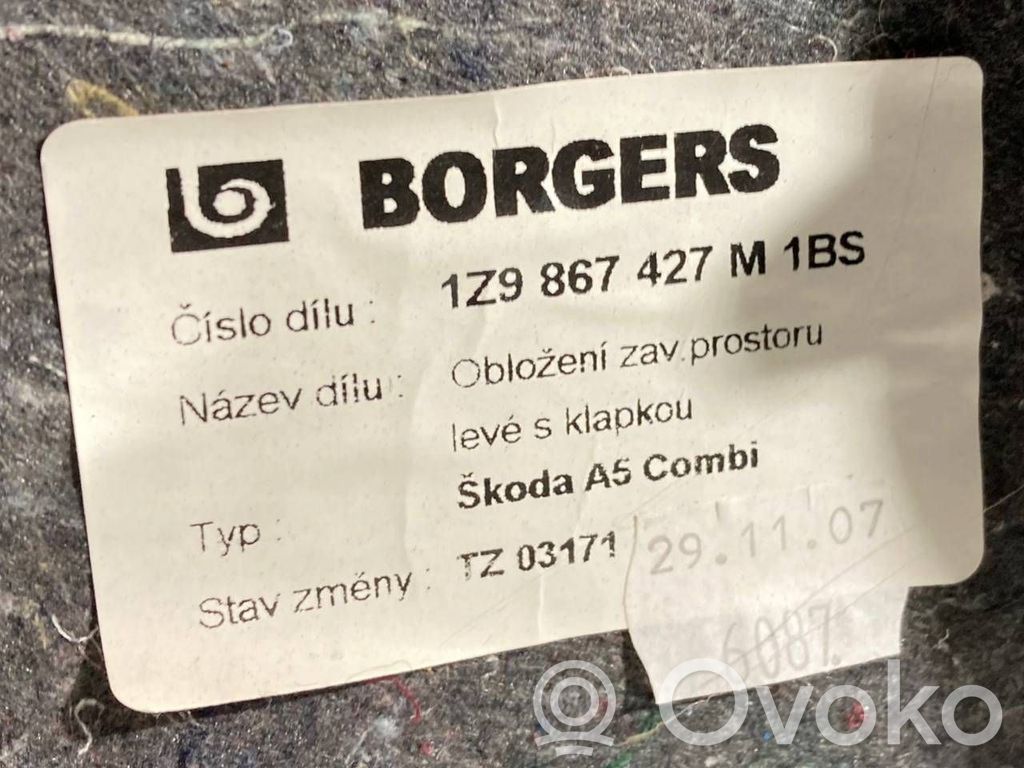 BORGERS
Číslo dílu : 1Z9 867 427 M 1BS
Název dílu : Obložení zav.prostoru
levé s klapkou
Typ : Škoda A5 Combi
Stav změny : TZ 03171 29.11.07
6087
Ovoko